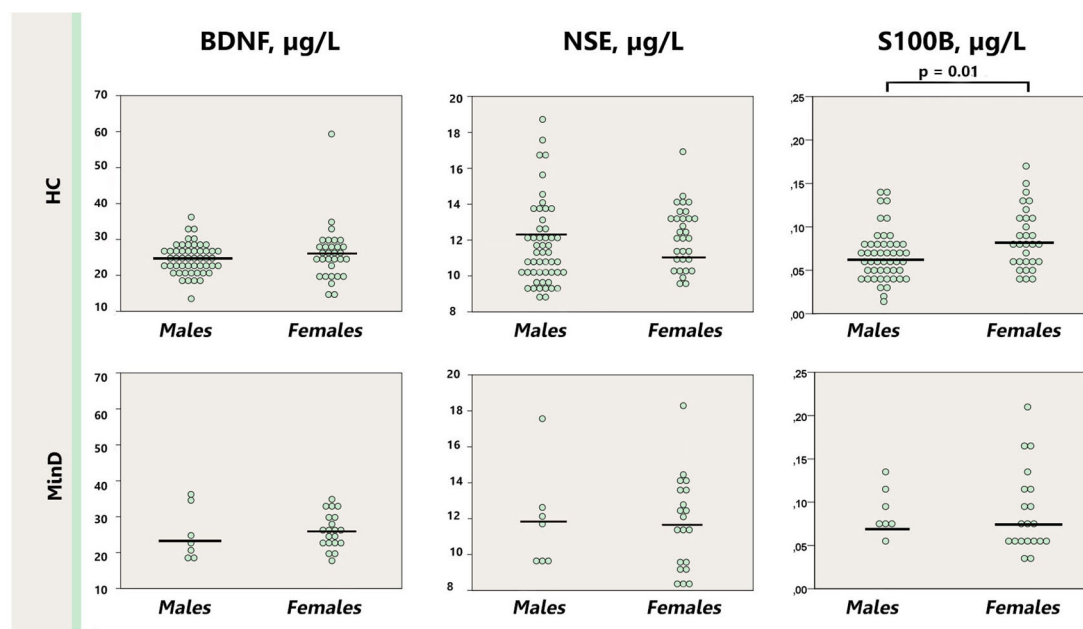 BDNF, µg/L
NSE, µg/L
S100B, µg/L
p = 0.01
HC
70
60
50
40
30
20
10
Males
Females
20
18
16
14
12
10
8
Males
Females
,25
,20
,15
,10
,05
,00
Males
Females
MinD
70
60
50
40
30
20
10
Males
Females
20
18
16
14
12
10
8
Males
Females
,25
,20
,15
,10
,05
,00
Males
Females